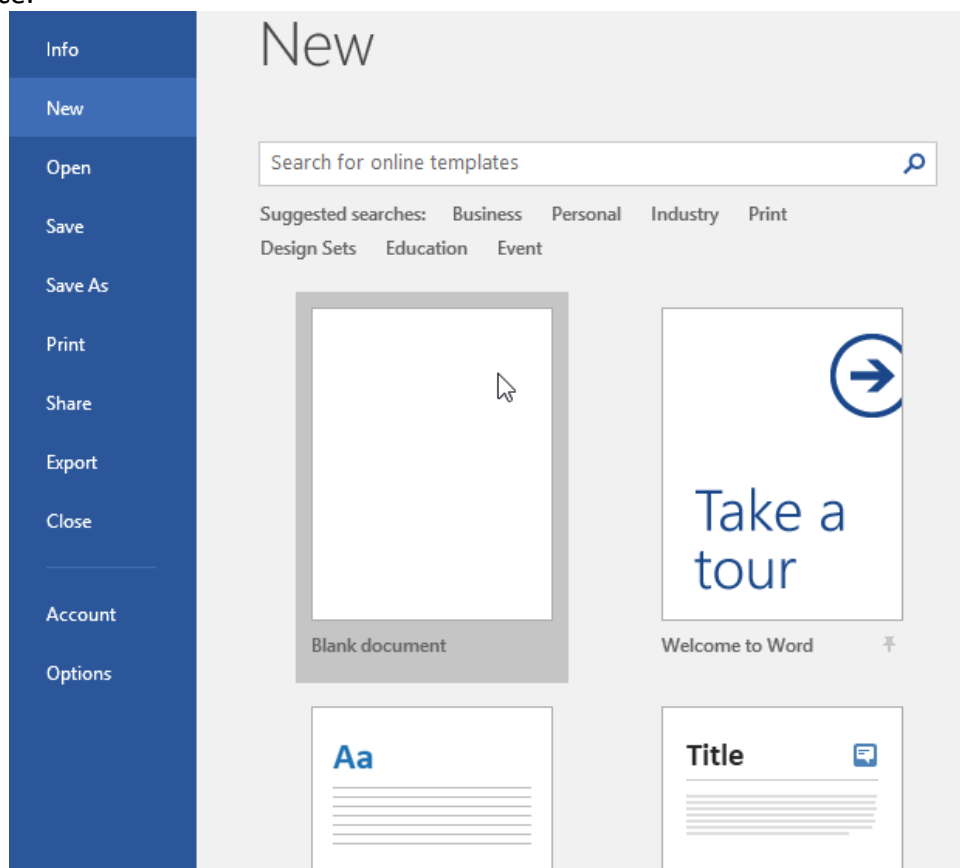 Info
New
Open
Save
Save As
Print
Share
Export
Close
Account
Options
New
Search for online templates
Suggested searches: Business Personal Industry Print
Design Sets Education Event
Take a
tour
Blank document
Welcome to Word
Aa
Title